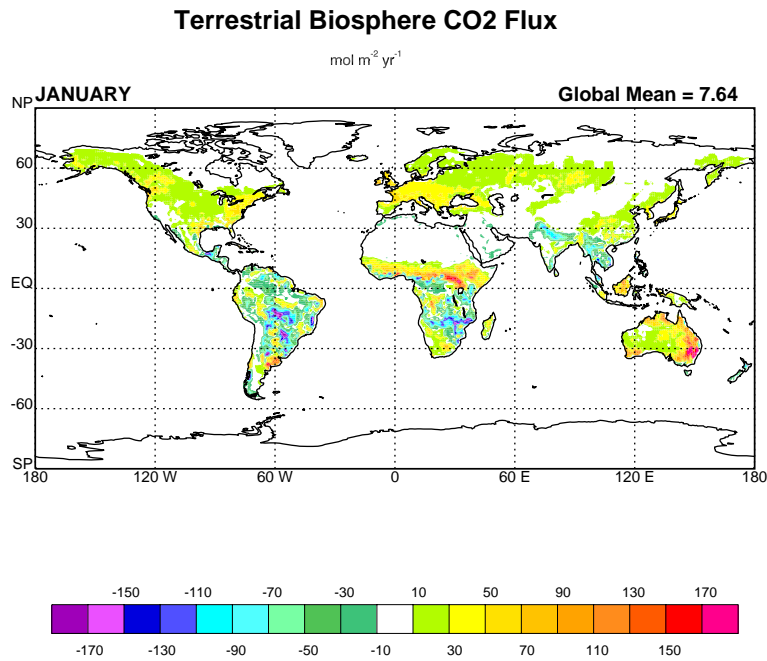 Terrestrial Biosphere CO2 Flux
mol m⁻² yr⁻¹
JANUARY Global Mean = 7.64
NP
60
30
EQ
-30
-60
SP
180 120 W 60 W 0 60 E 120 E 180
-150 -110 -70 -30 10 50 90 130 170
-170 -130 -90 -50 -10 30 70 110 150